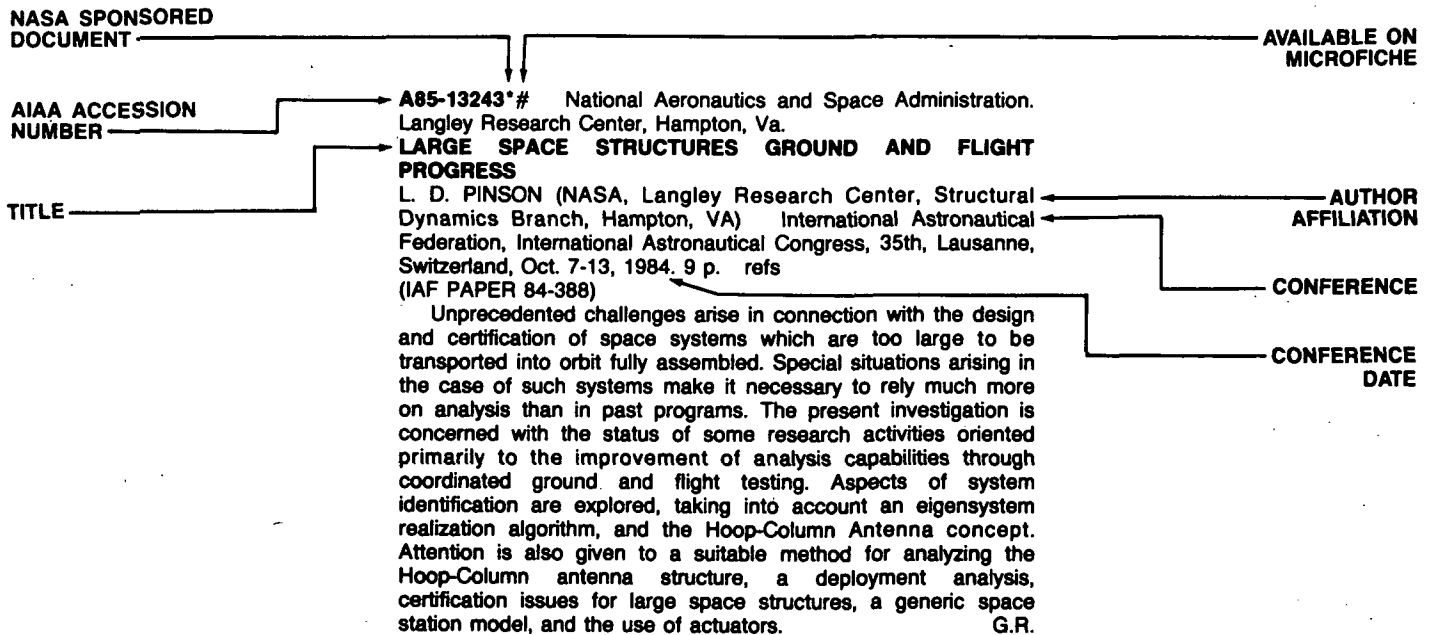 NASA SPONSORED
DOCUMENT
AVAILABLE ON
MICROFICHE
AIAA ACCESSION
NUMBER
A85-13243*# National Aeronautics and Space Administration.
Langley Research Center, Hampton, Va.
LARGE SPACE STRUCTURES GROUND AND FLIGHT
PROGRESS
TITLE
L. D. PINSON (NASA, Langley Research Center, Structural
Dynamics Branch, Hampton, VA) International Astronautical
Federation, International Astronautical Congress, 35th, Lausanne,
Switzerland, Oct. 7-13, 1984. 9 p. refs
(IAF PAPER 84-388)
AUTHOR
AFFILIATION
CONFERENCE
CONFERENCE
DATE
Unprecedented challenges arise in connection with the design
and certification of space systems which are too large to be
transported into orbit fully assembled. Special situations arising in
the case of such systems make it necessary to rely much more
on analysis than in past programs. The present investigation is
concerned with the status of some research activities oriented
primarily to the improvement of analysis capabilities through
coordinated ground and flight testing. Aspects of system
identification are explored, taking into account an eigensystem
realization algorithm, and the Hoop-Column Antenna concept.
Attention is also given to a suitable method for analyzing the
Hoop-Column antenna structure, a deployment analysis,
certification issues for large space structures, a generic space
station model, and the use of actuators. G.R.